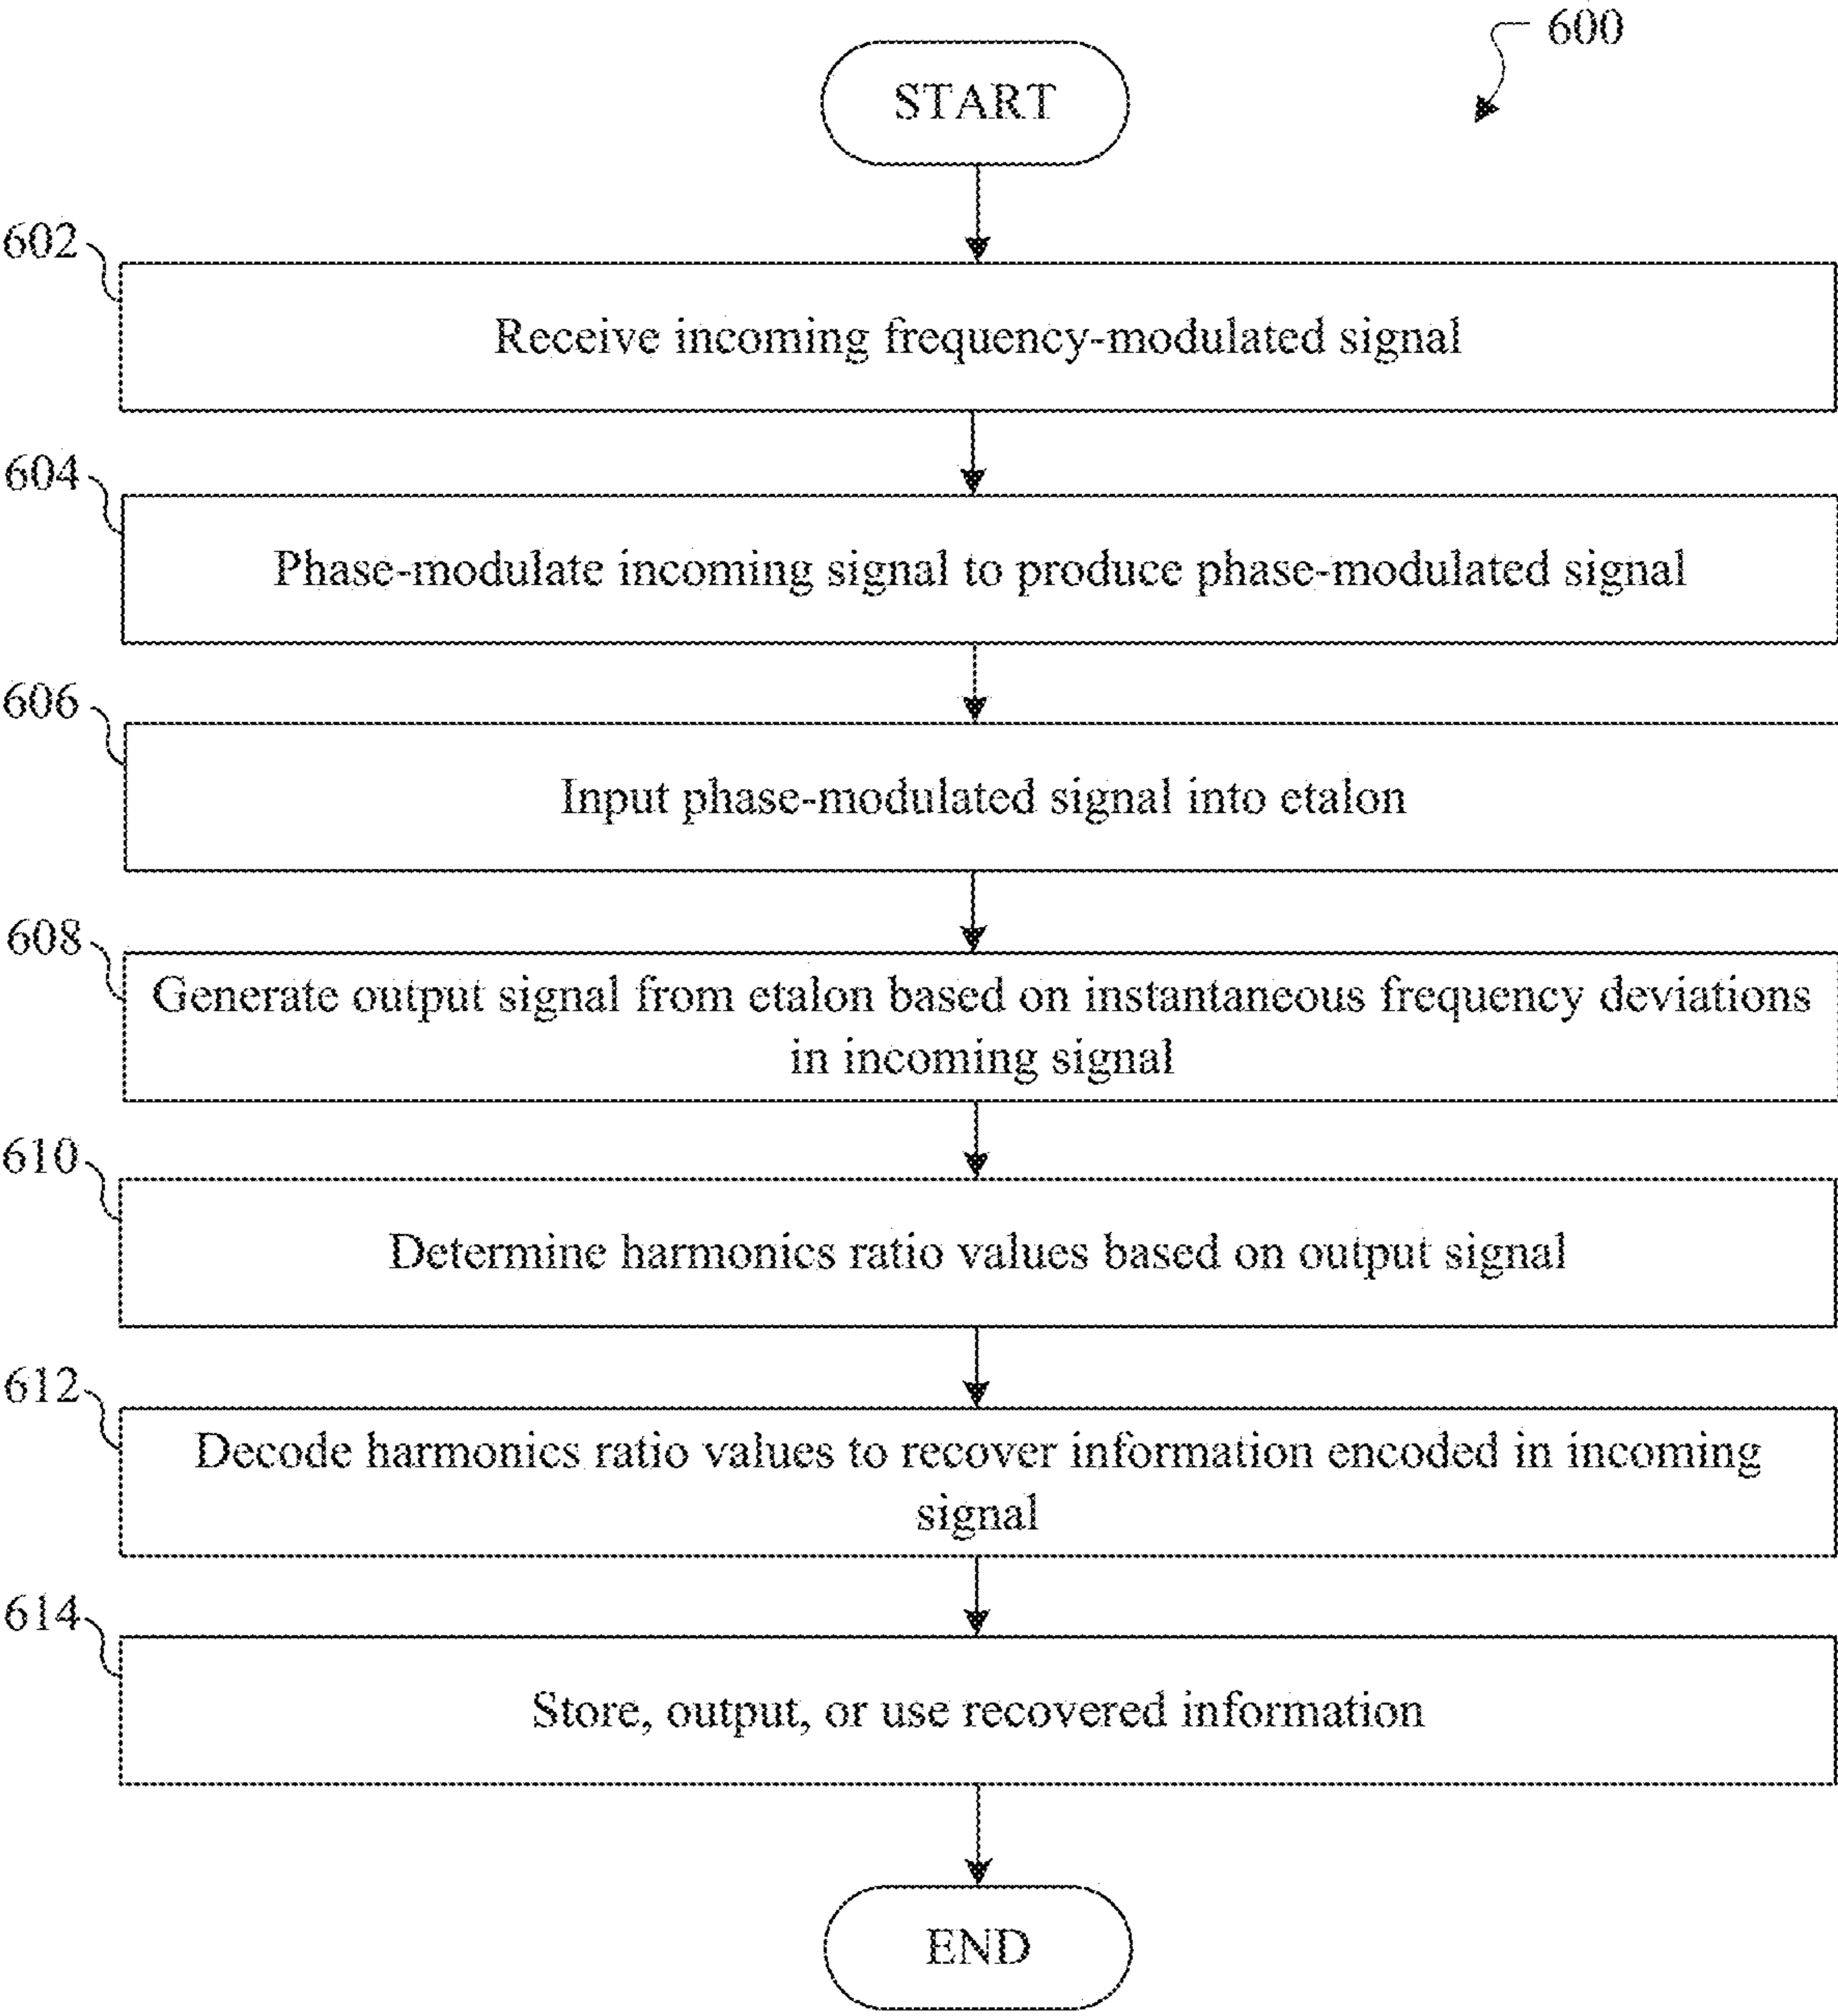 600
START
602
Receive incoming frequency-modulated signal
604
Phase-modulate incoming signal to produce phase-modulated signal
606
Input phase-modulated signal into etalon
608
Generate output signal from etalon based on instantaneous frequency deviations
in incoming signal
610
Determine harmonics ratio values based on output signal
612
Decode harmonics ratio values to recover information encoded in incoming
signal
614
Store, output, or use recovered information
END